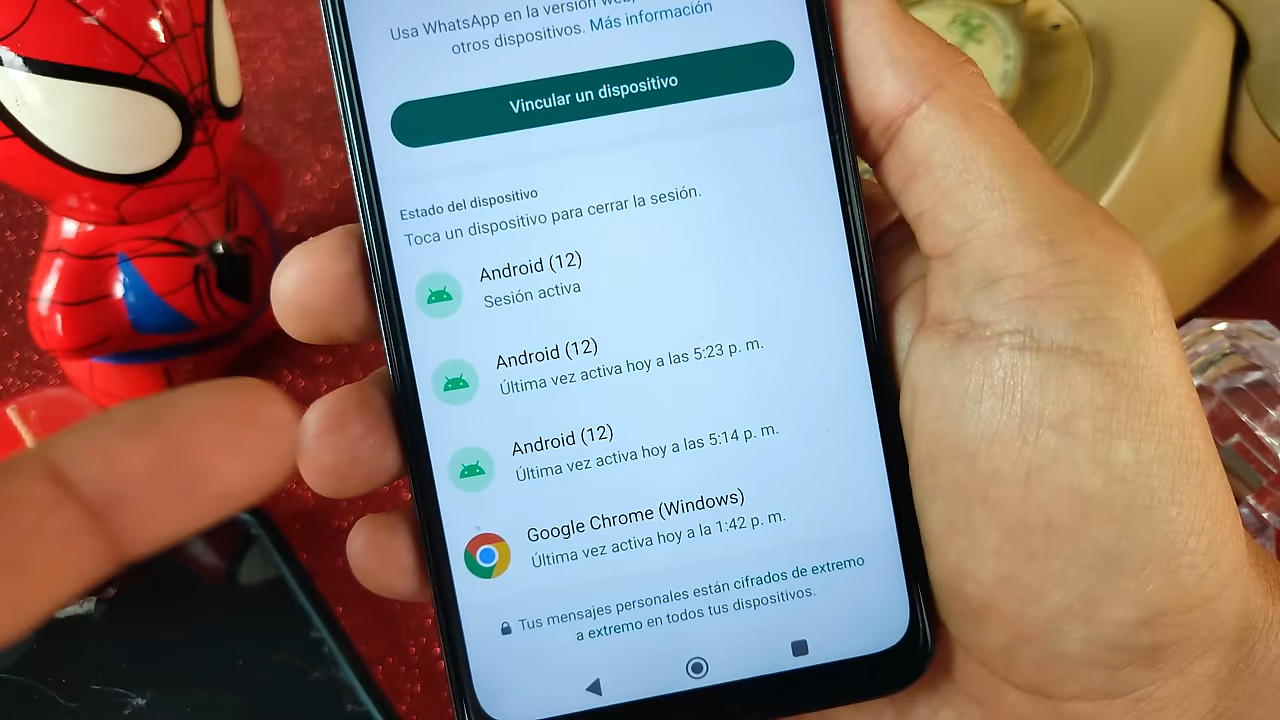 Usa WhatsApp en la versión web,
otros dispositivos. Más información
Vincular un dispositivo
Estado del dispositivo
Toca un dispositivo para cerrar la sesión.
Android (12)
Sesión activa
Android (12)
Última vez activa hoy a las 5:23 p. m.
Android (12)
Última vez activa hoy a las 5:14 p. m.
Google Chrome (Windows)
Última vez activa hoy a la 1:42 p. m.
Tus mensajes personales están cifrados de extremo
a extremo en todos tus dispositivos.